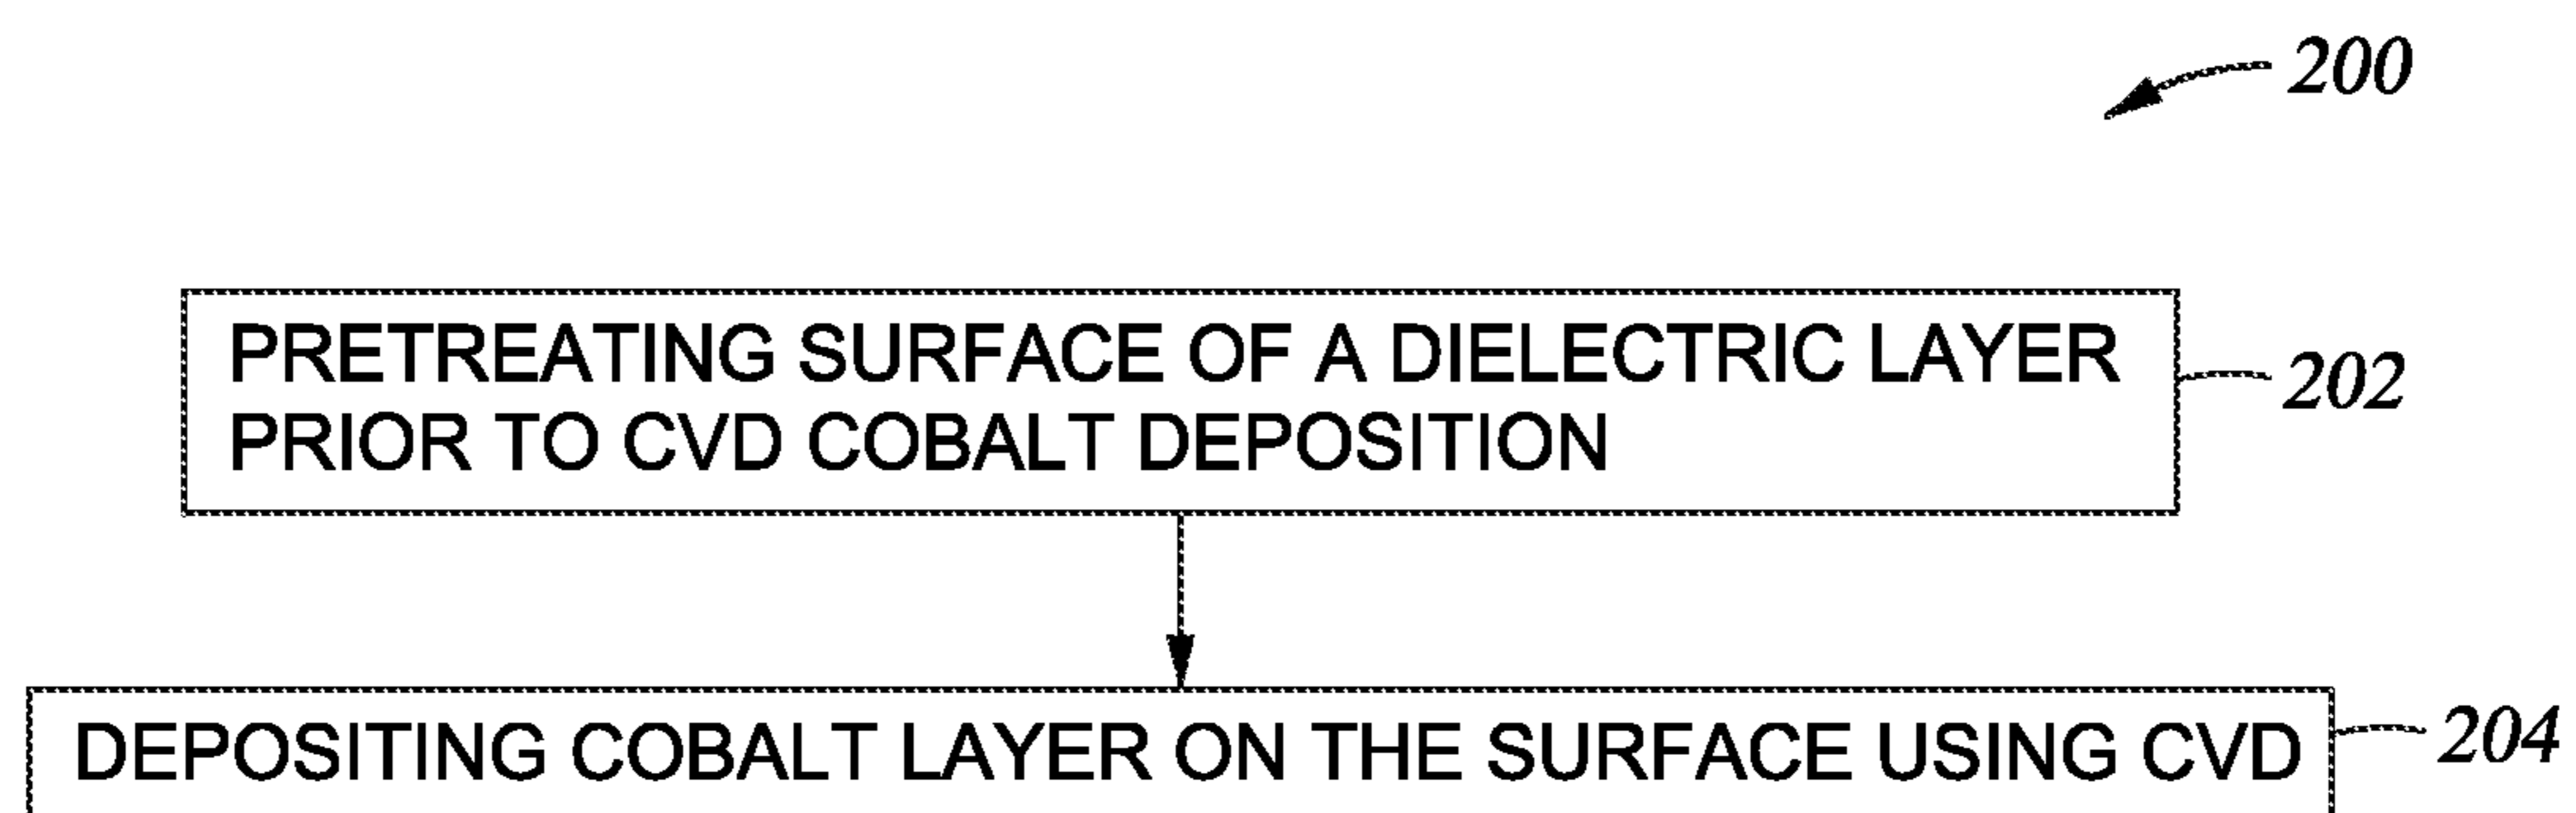 200
PRETREATING SURFACE OF A DIELECTRIC LAYER
PRIOR TO CVD COBALT DEPOSITION
202
DEPOSITING COBALT LAYER ON THE SURFACE USING CVD
204